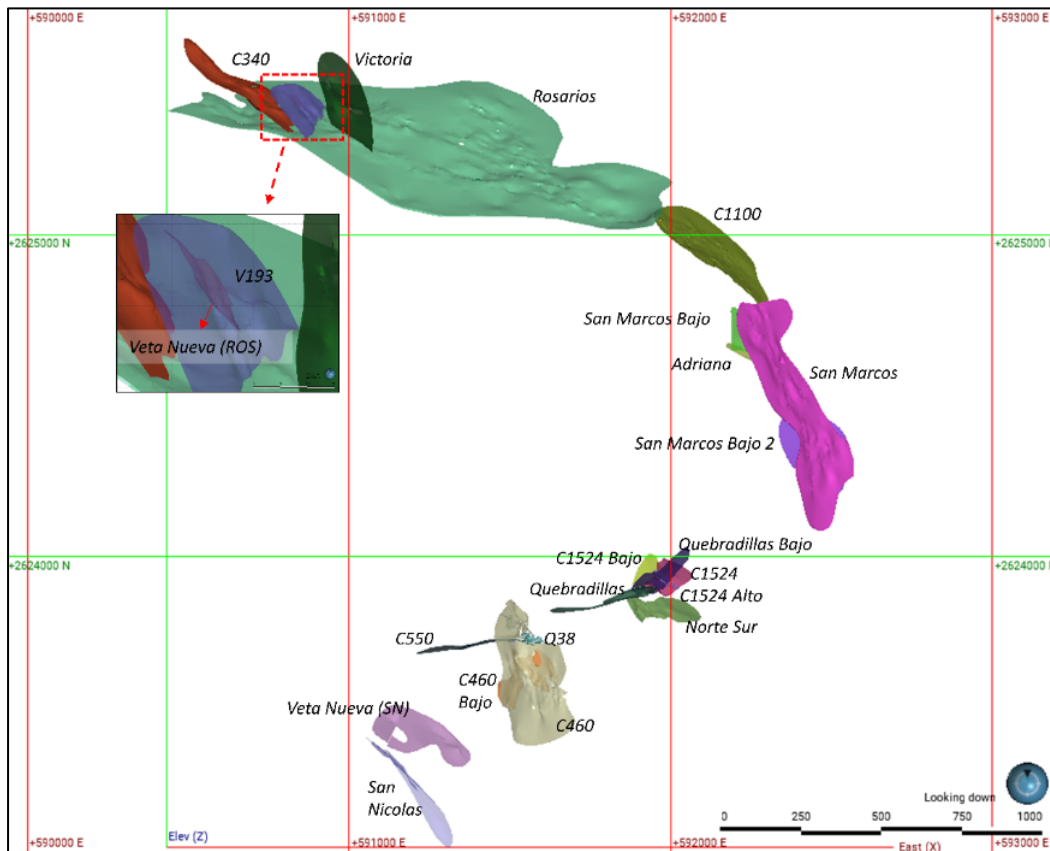 +590000 E
+591000 E
+592000 E
+593000 E
C340
Victoria
Rosarios
C1100
+2625000 N
+2625000 N
V193
Veta Nueva (ROS)
San Marcos Bajo
Adriana
San Marcos
San Marcos Bajo 2
Quebradillas Bajo
C1524 Bajo
+2624000 N
+2624000 N
C1524
Quebradillas
C1524 Alto
Norte Sur
C550
Q38
C460
Bajo
C460
Veta Nueva (SN)
San
Nicolas
Looking down
0
250
500
750
1000
Elev (Z)
+590000 E
+591000 E
+592000 E
East (X)
+593000 E